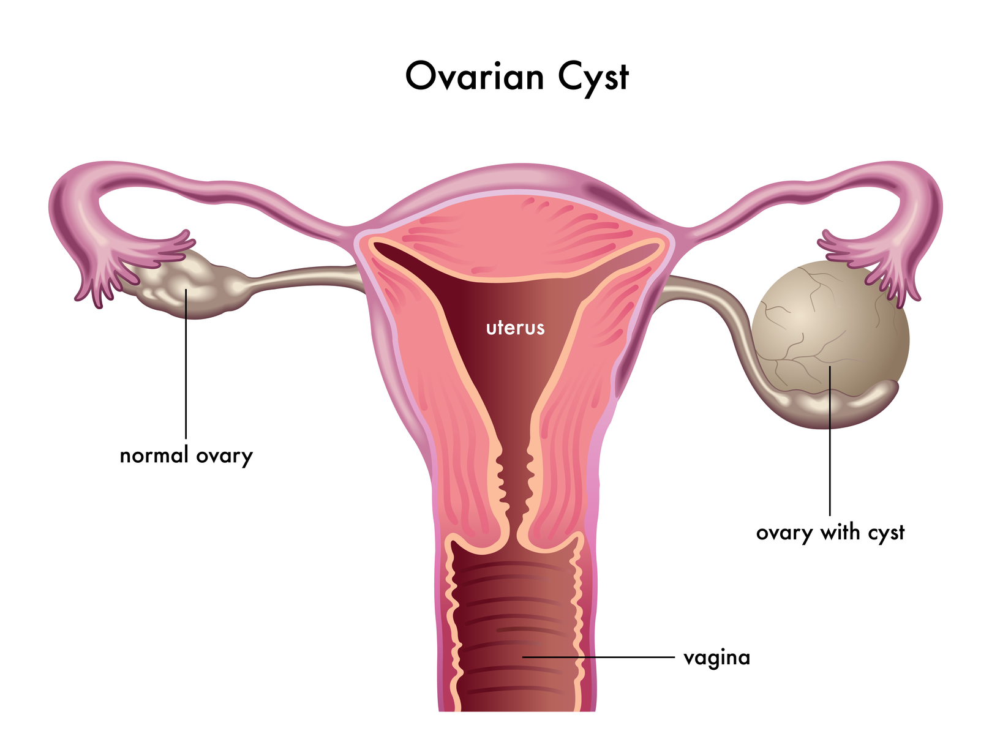 Ovarian Cyst
uterus
normal ovary
ovary with cyst
vagina